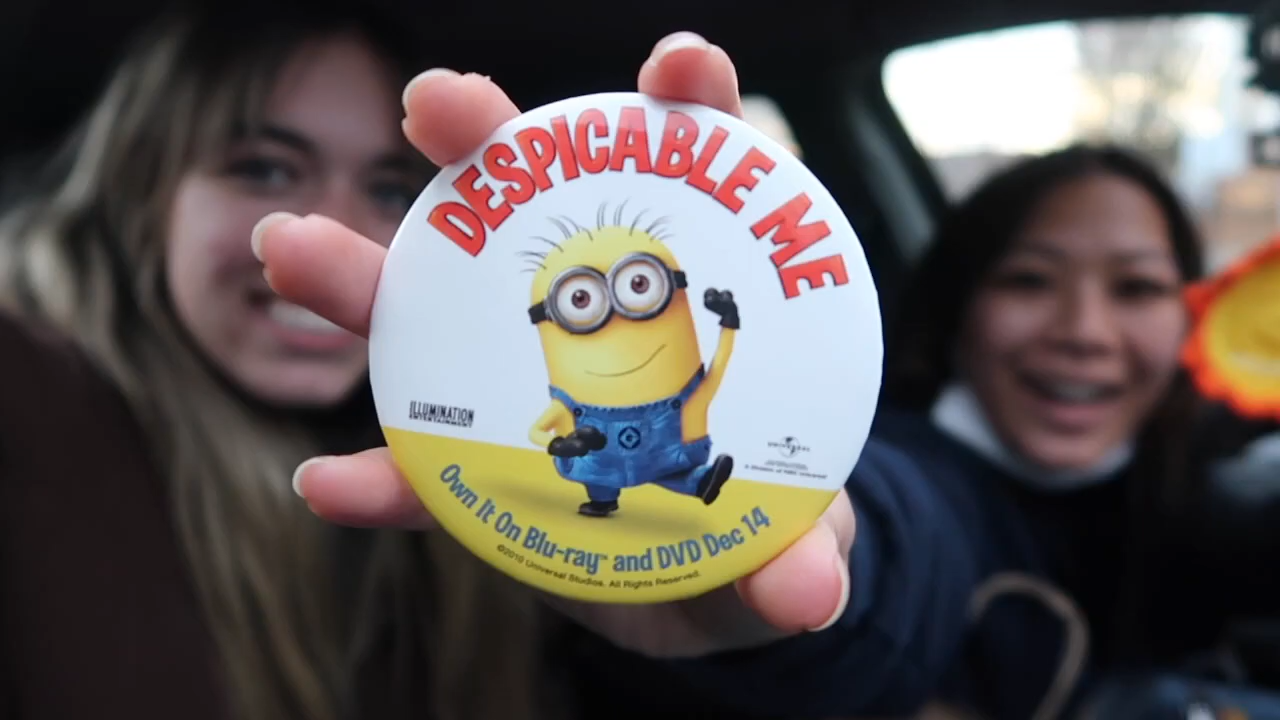 DESPICABLE ME
ILLUMINATION
ENTERTAINMENT
UNIVERSAL
Own It On Blu-ray™ and DVD Dec 14
©2010 Universal Studios. All Rights Reserved.